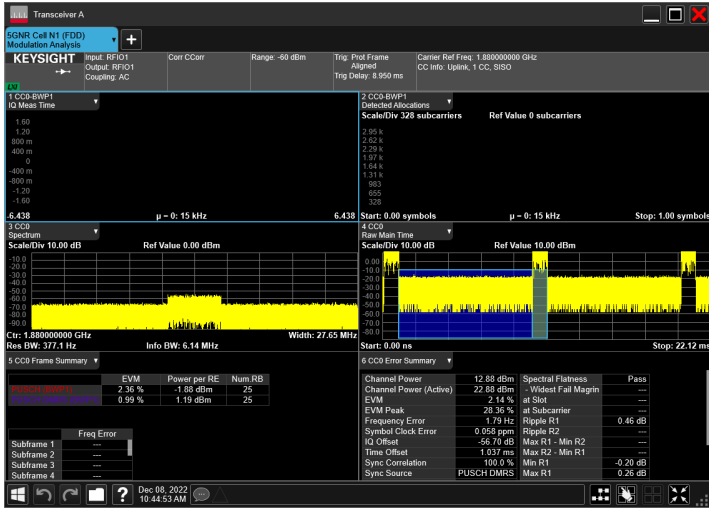 Transceiver A
5GNR Cell N1 (FDD)
Modulation Analysis
+
KEYSIGHT
Input: RFIO1
Output: RFIO1
Coupling: AC
Corr CCorr
Range: -60 dBm
Trig: Prot Frame
Aligned
Trig Delay: 8.950 ms
Carrier Ref Freq: 1.880000000 GHz
CC Info: Uplink, 1 CC, SISO
LXI
1 CC0-BWP1
IQ Meas Time
1.60
1.20
800 m
400 m
0
-400 m
-800 m
-1.20
-1.60
-6.438
μ = 0: 15 kHz
6.438
2 CC0-BWP1
Detected Allocations
Scale/Div 328 subcarriers
Ref Value 0 subcarriers
2.95 k
2.62 k
2.29 k
1.97 k
1.64 k
1.31 k
983
655
328
Start: 0.00 symbols
μ = 0: 15 kHz
Stop: 1.00 symbols
3 CC0
Spectrum
Scale/Div 10.00 dB
Ref Value 0.00 dBm
-10.0
-20.0
-30.0
-40.0
-50.0
-60.0
-70.0
-80.0
-90.0
Ctr: 1.880000000 GHz
Width: 27.65 MHz
Res BW: 377.1 Hz
Info BW: 6.14 MHz
4 CC0
Raw Main Time
Scale/Div 10.00 dB
Ref Value 10.00 dBm
0.00
-10.0
-20.0
-30.0
-40.0
-50.0
-60.0
-70.0
-80.0
Start: 0.00 ns
Stop: 22.12 ms
5 CC0 Frame Summary
EVM Power per RE Num.RB
2.36 % -1.88 dBm 25
0.99 % 1.19 dBm 25
Freq Error
Subframe 1 ---
Subframe 2 ---
Subframe 3 ---
Subframe 4 ---
6 CC0 Error Summary
Channel Power 12.88 dBm Spectral Flatness Pass
Channel Power (Active) 22.88 dBm - Widest Fail Magrin ---
EVM 2.14 % at Slot ---
EVM Peak 28.36 % at Subcarrier ---
Frequency Error 1.79 Hz Ripple R1 0.46 dB
Symbol Clock Error 0.058 ppm Ripple R2 ---
IQ Offset -56.70 dB Max R1 - Min R2 ---
Time Offset 1.037 ms Max R2 - Min R1 ---
Sync Correlation 100.0 % Min R1 -0.20 dB
Sync Source PUSCH DMRS Max R1 0.26 dB
?
Dec 08, 2022
10:44:53 AM